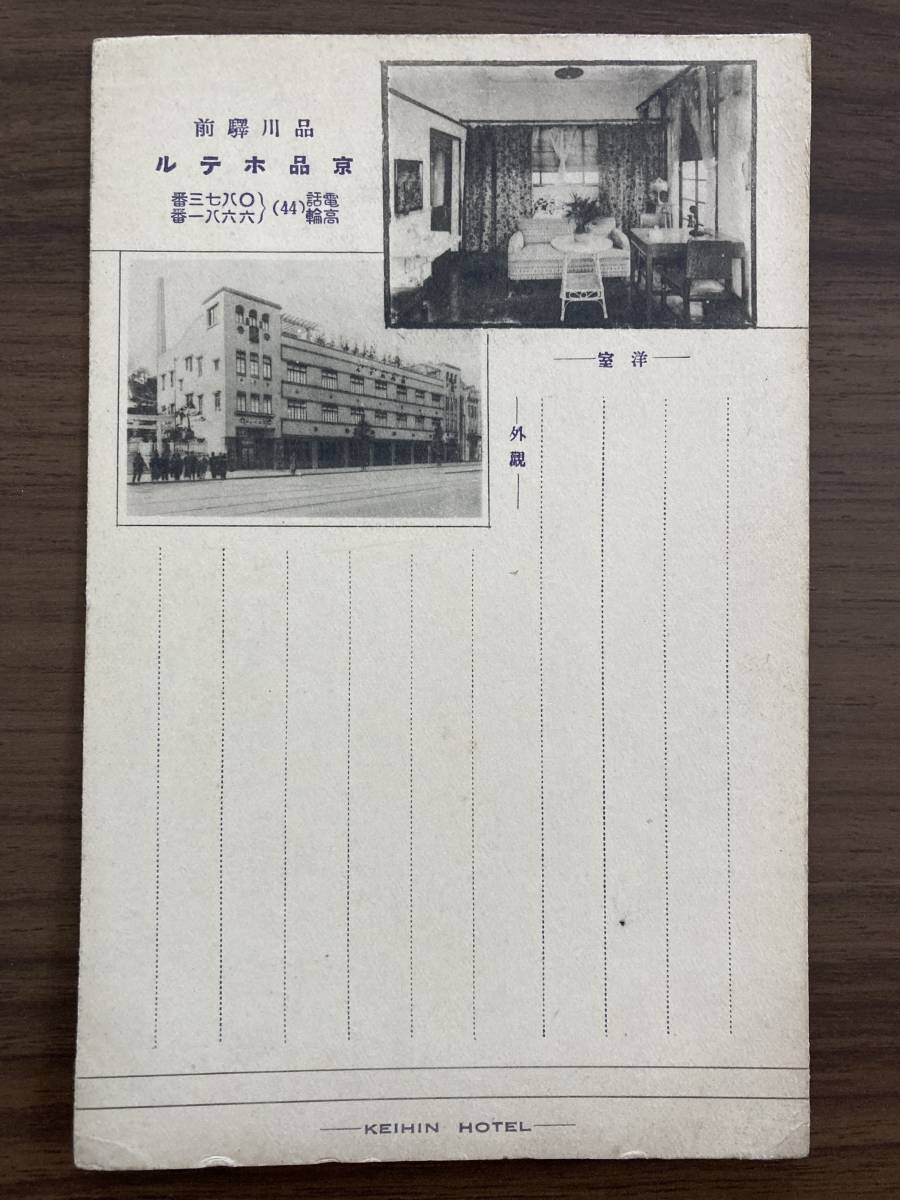 品川驛前
京品ホテル
電話高輪(44)
〇八七三番
六六八一番
洋室
外觀
KEIHIN HOTEL